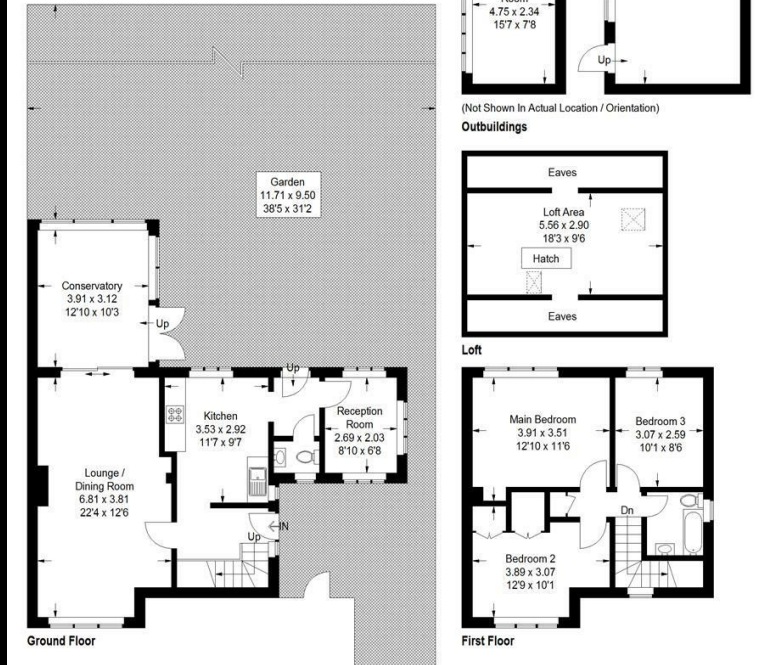 Garden
11.71 x 9.50
38'5 x 31'2
Conservatory
3.91 x 3.12
12'10 x 10'3
Up
Up
Kitchen
3.53 x 2.92
11'7 x 9'7
Reception
Room
2.69 x 2.03
8'10 x 6'8
Lounge /
Dining Room
6.81 x 3.81
22'4 x 12'6
Up
IN
Ground Floor
Room
4.75 x 2.34
15'7 x 7'8
Up
(Not Shown In Actual Location / Orientation)
Outbuildings
Eaves
Loft Area
5.56 x 2.90
18'3 x 9'6
Hatch
Eaves
Loft
Main Bedroom
3.91 x 3.51
12'10 x 11'6
Bedroom 3
3.07 x 2.59
10'1 x 8'6
Dn
Bedroom 2
3.89 x 3.07
12'9 x 10'1
First Floor